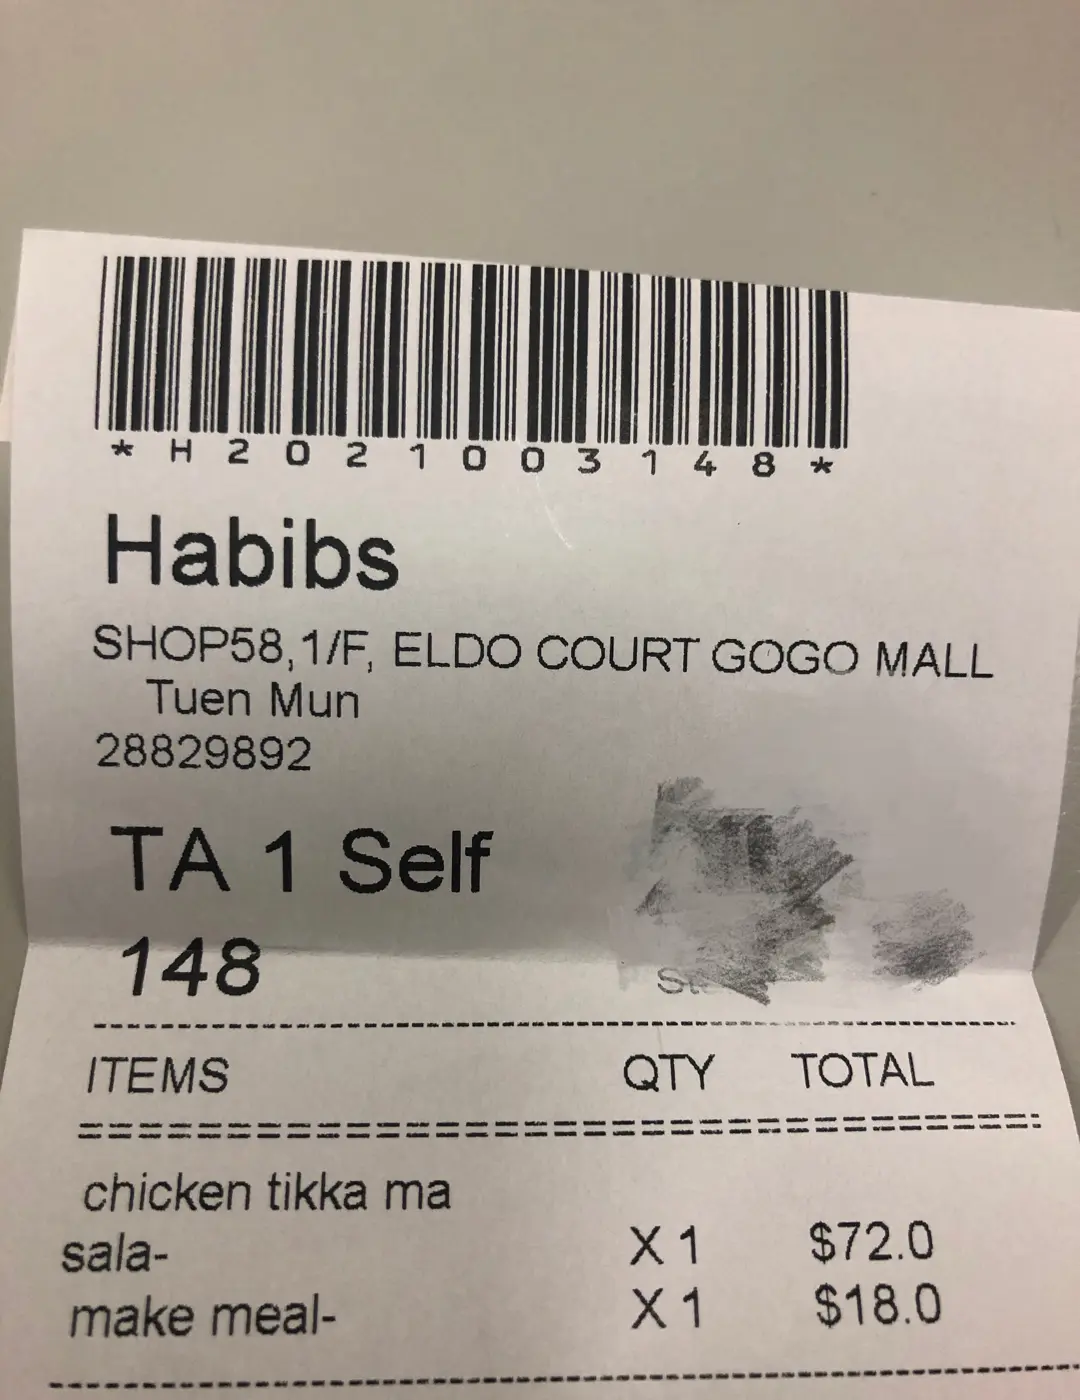 *H2021003148*
Habibs
SHOP58,1/F, ELDO COURT GOGO MALL
Tuen Mun
28829892
TA 1 Self
148
ITEMS QTY TOTAL
chicken tikka ma
sala- X 1 $72.0
make meal- X 1 $18.0